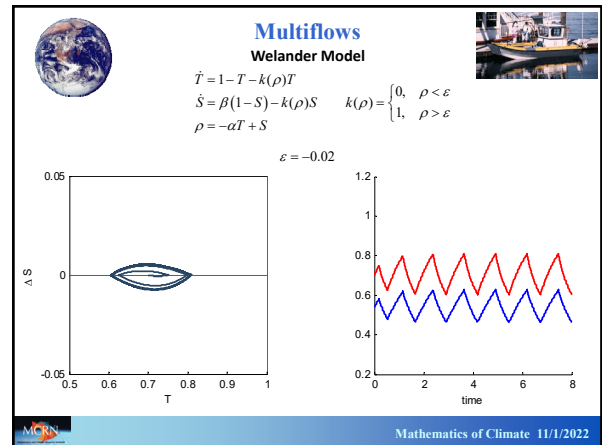 Multiflows
Welander Model
Ṫ = 1 − T − k(ρ)T
Ṡ = β(1 − S) − k(ρ)S    k(ρ) = {0, ρ < ε
1, ρ > ε
ρ = −αT + S
ε = −0.02
0.05
0
-0.05
Δ S
0.5 0.6 0.7 0.8 0.9 1
T
1.2
1
0.8
0.6
0.4
0.2
0 2 4 6 8
time
MCRN
Mathematics of Climate 11/1/2022